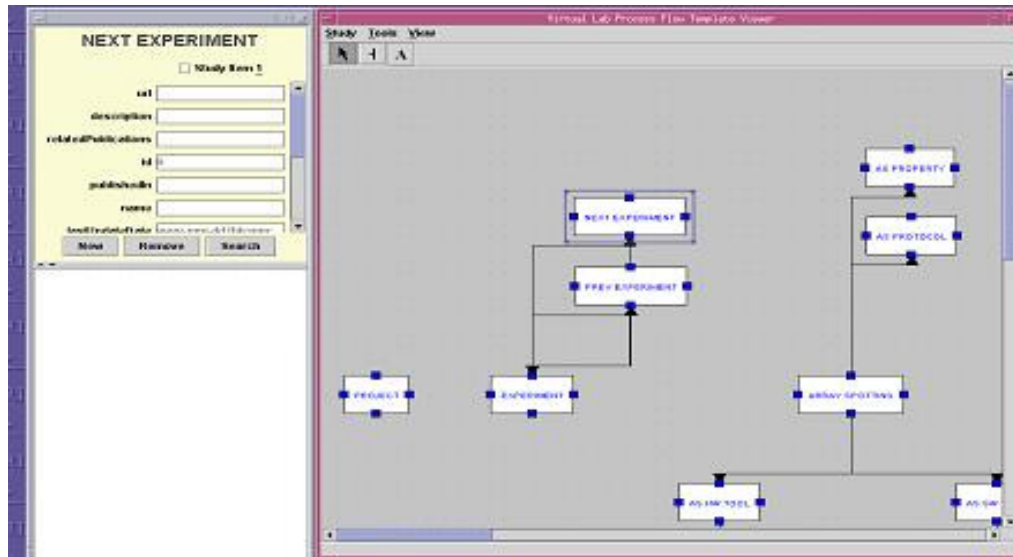 NEXT EXPERIMENT
Study Item 1
url
description
relatedPublications
id
publishedIn
name
New Remove Search
Virtual Lab Process Flow Template Viewer
Study Tools View
A
AS PROPERTY
NEXT EXPERIMENT
AS PROTOCOL
PREV EXPERIMENT
PROJECT
EXPERIMENT
ARRAY SPOTTING
AS HW TOOL
AS SW